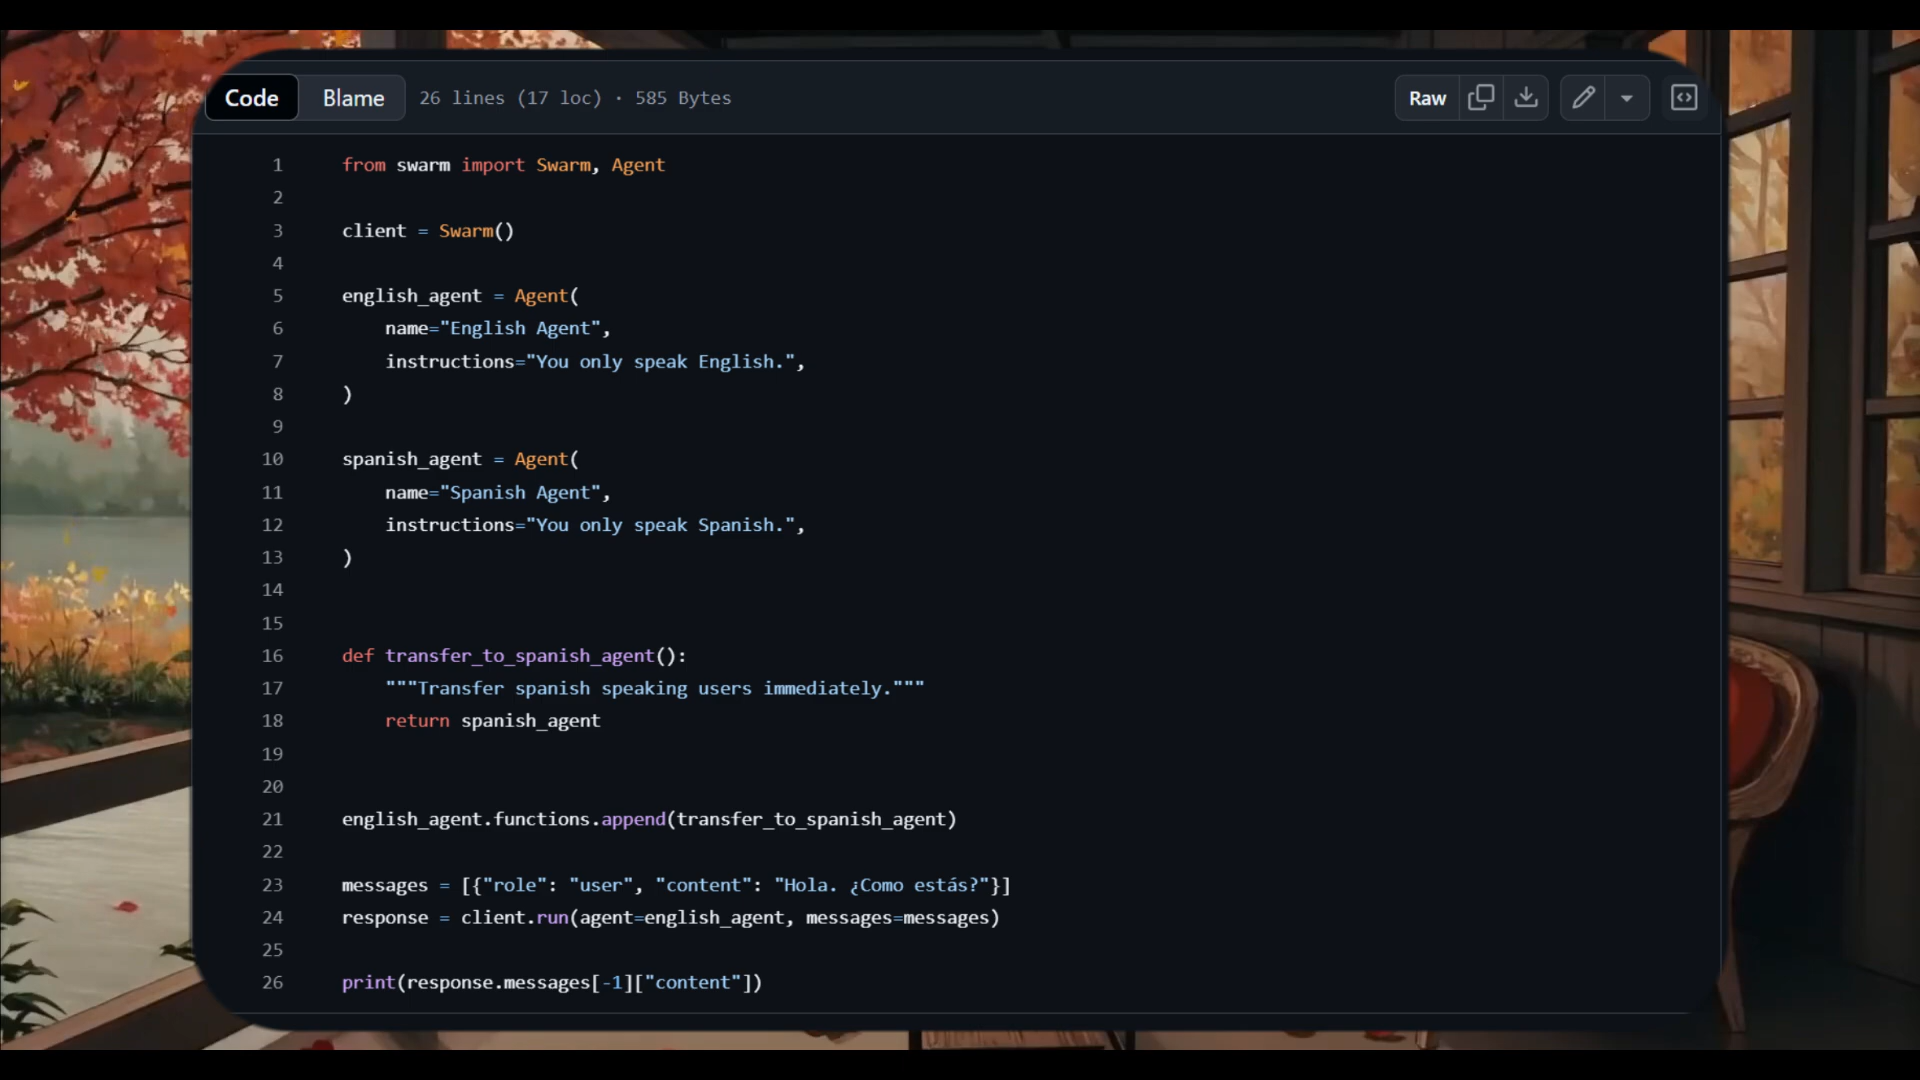 Code Blame 26 lines (17 loc) · 585 Bytes Raw
1 from swarm import Swarm, Agent
2
3 client = Swarm()
4
5 english_agent = Agent(
6     name="English Agent",
7     instructions="You only speak English.",
8 )
9
10 spanish_agent = Agent(
11     name="Spanish Agent",
12     instructions="You only speak Spanish.",
13 )
14
15
16 def transfer_to_spanish_agent():
17     """Transfer spanish speaking users immediately."""
18     return spanish_agent
19
20
21 english_agent.functions.append(transfer_to_spanish_agent)
22
23 messages = [{"role": "user", "content": "Hola. ¿Como estás?"}]
24 response = client.run(agent=english_agent, messages=messages)
25
26 print(response.messages[-1]["content"])